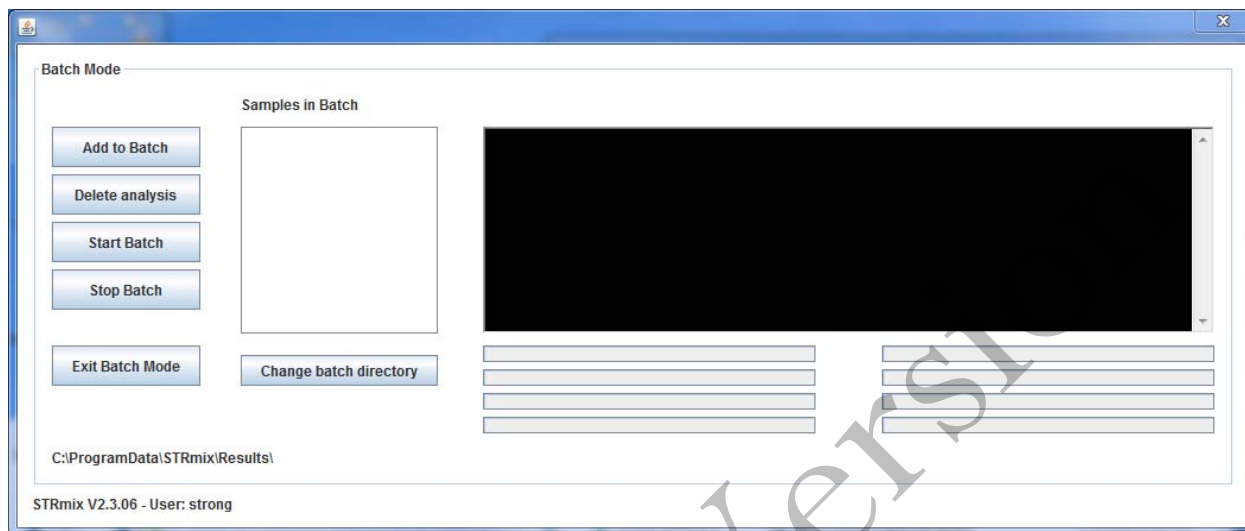 Batch Mode
Samples in Batch
Add to Batch
Delete analysis
Start Batch
Stop Batch
Exit Batch Mode
Change batch directory
C:\ProgramData\STRmix\Results\
STRmix V2.3.06 - User: strong
Version